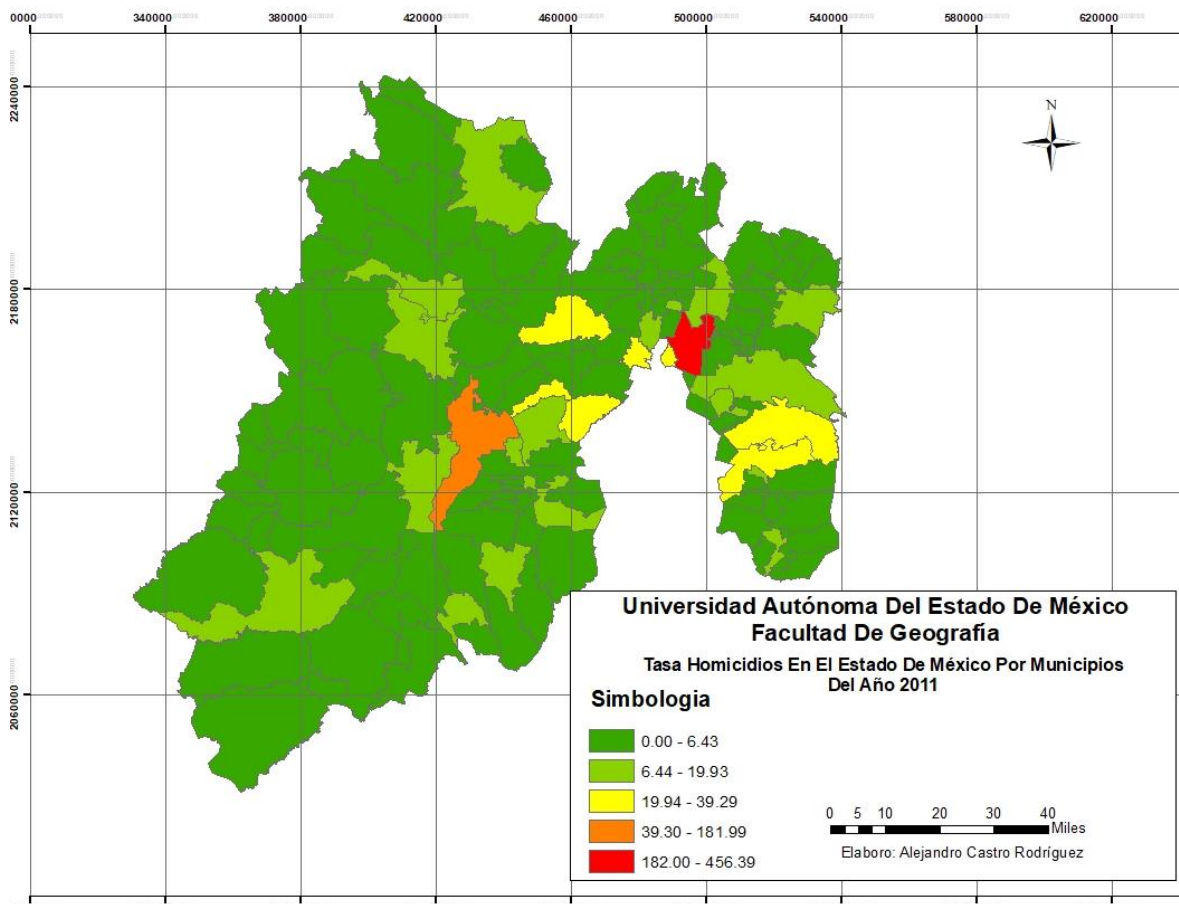 0000000000 340000 380000 420000 460000 500000 540000 580000 620000
2240000
N
2180000
2120000
2060000
Universidad Autónoma Del Estado De México
Facultad De Geografía
Tasa Homicidios En El Estado De México Por Municipios
Del Año 2011
Simbologia
0.00 - 6.43
6.44 - 19.93
19.94 - 39.29
39.30 - 181.99
182.00 - 456.39
0 5 10 20 30 40
Miles
Elaboro: Alejandro Castro Rodríguez